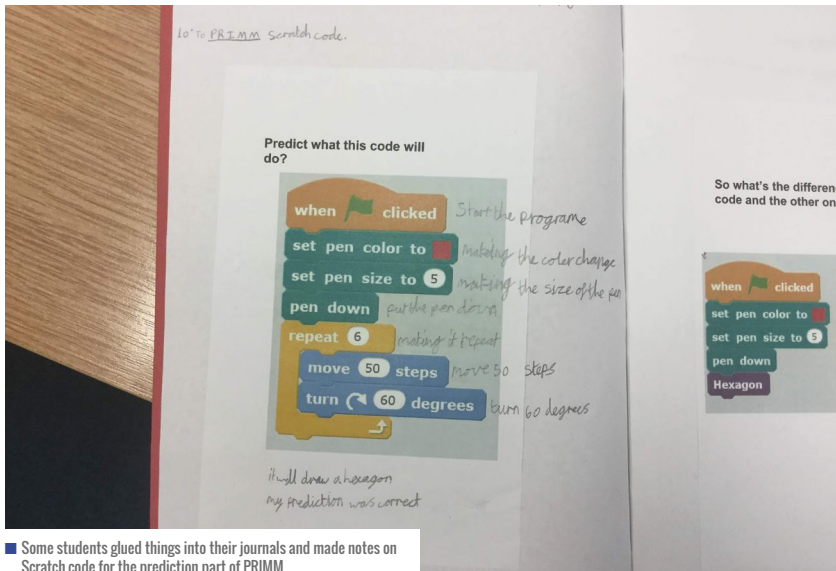 To PRIMM Scratch code.
Predict what this code will
do?
when clicked Start the programe
set pen color to making the coler change
set pen size to 5 making the size of the pen
pen down put the pen down
repeat 6 making it repeat
move 50 steps move 50 steps
turn 60 degrees turn 60 degrees
it will draw a hexagon
my prediction was correct
So what's the differen
code and the other on
when clicked
set pen color to
set pen size to 5
pen down
Hexagon
Some students glued things into their journals and made notes on
Scratch code for the prediction part of PRIMM